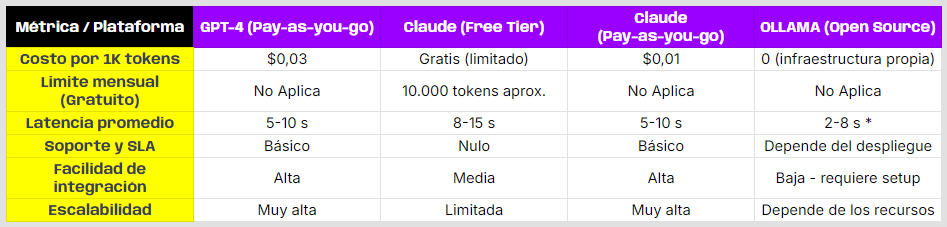 Métrica / Plataforma GPT-4 (Pay-as-you-go) Claude (Free Tier) Claude (Pay-as-you-go) OLLAMA (Open Source)
Costo por 1K tokens $0,03 Gratis (limitado) $0,01 0 (infraestructura propia)
Limite mensual (Gratuito) No Aplica 10.000 tokens aprox. No Aplica No Aplica
Latencia promedio 5-10 s 8-15 s 5-10 s 2-8 s *
Soporte y SLA Básico Nulo Básico Depende del despliegue
Facilidad de integración Alta Media Alta Baja - requiere setup
Escalabilidad Muy alta Limitada Muy alta Depende de los recursos